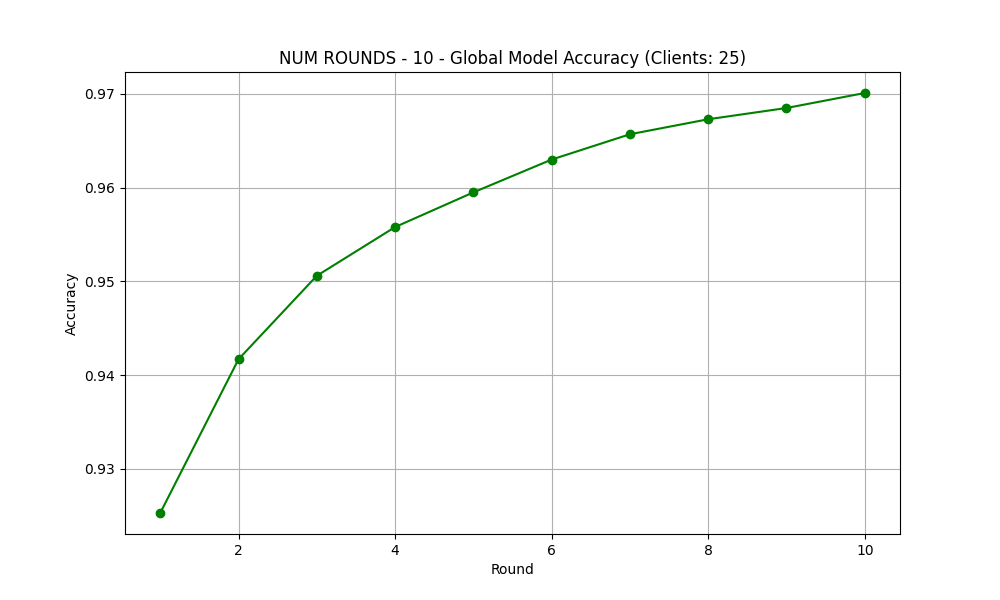 NUM ROUNDS - 10 - Global Model Accuracy (Clients: 25)
0.97
0.96
0.95
0.94
0.93
Accuracy
2 4 6 8 10
Round